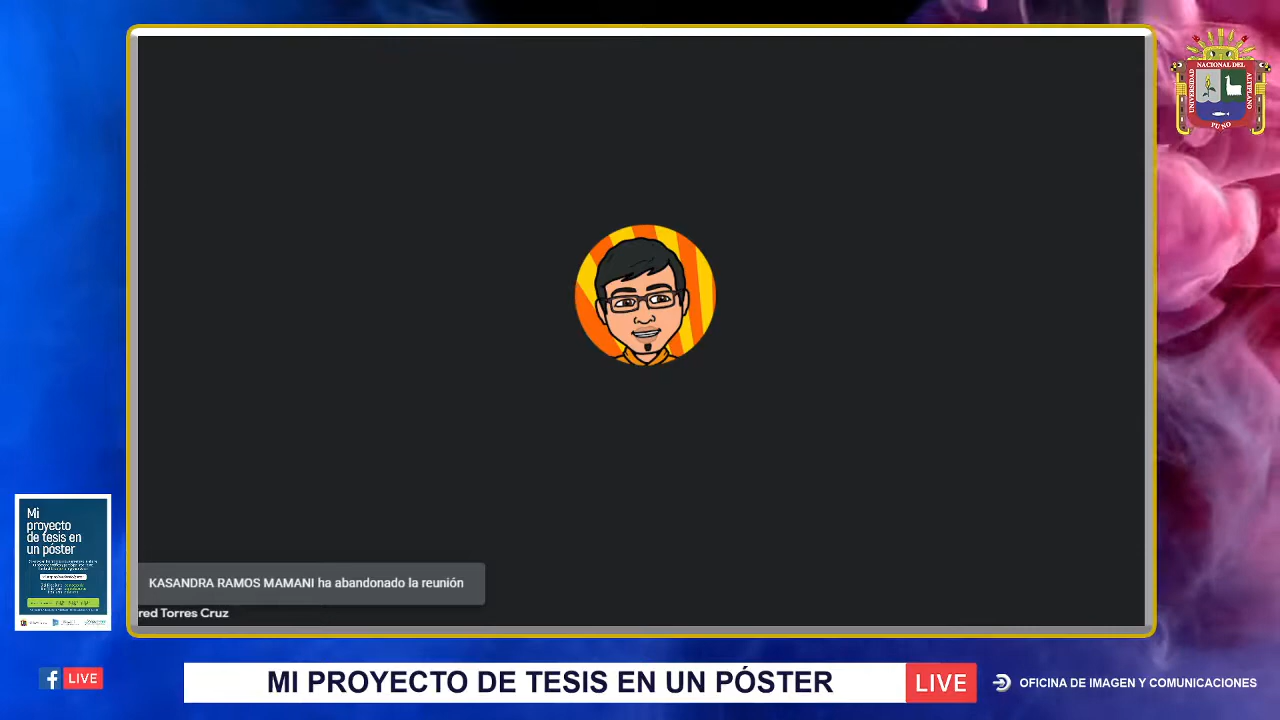 UNIVERSIDAD
NACIONAL DEL
ALTIPLANO
PUNO
Mi
proyecto
de tesis en
un póster
KASANDRA RAMOS MAMANI ha abandonado la reunión
red Torres Cruz
LIVE
MI PROYECTO DE TESIS EN UN PÓSTER
LIVE
OFICINA DE IMAGEN Y COMUNICACIONES